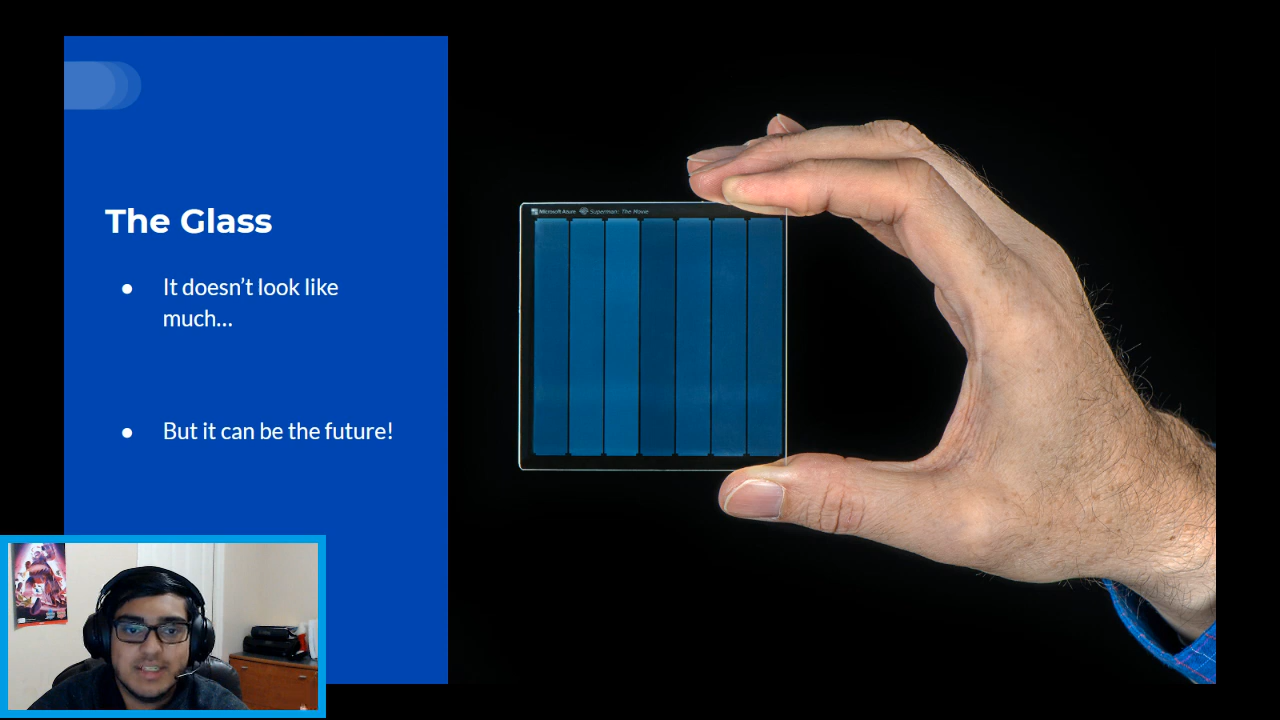 The Glass
● It doesn't look like
much...
● But it can be the future!
Microsoft Azure Superman: The Movie